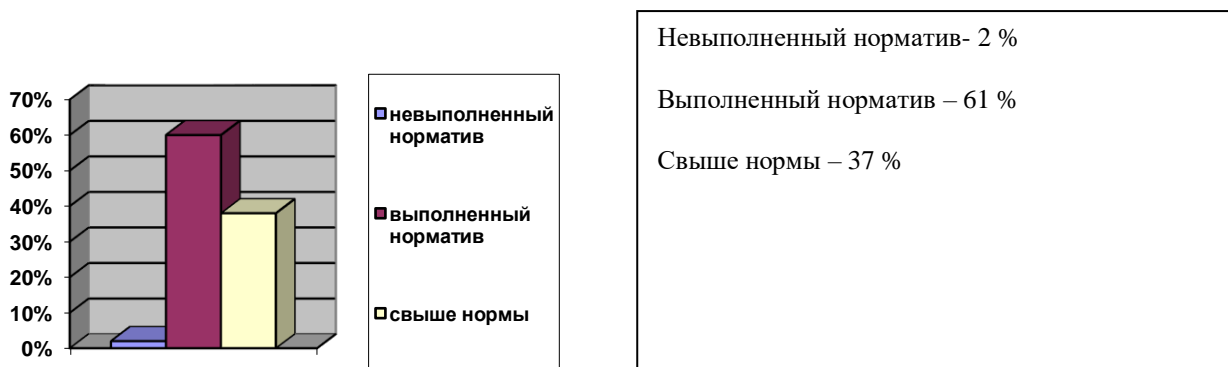 70%
60%
50%
40%
30%
20%
10%
0%
невыполненный
норматив
выполненный
норматив
свыше нормы
Невыполненный норматив- 2 %
Выполненный норматив – 61 %
Свыше нормы – 37 %